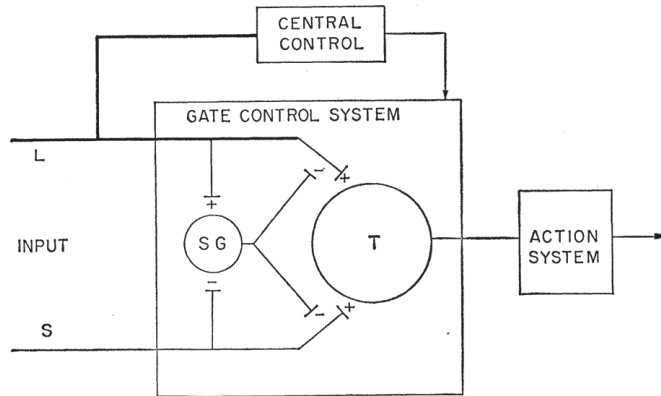 CENTRAL
CONTROL
GATE CONTROL SYSTEM
L
- +
+
SG
T
INPUT
ACTION
SYSTEM
-
- +
S